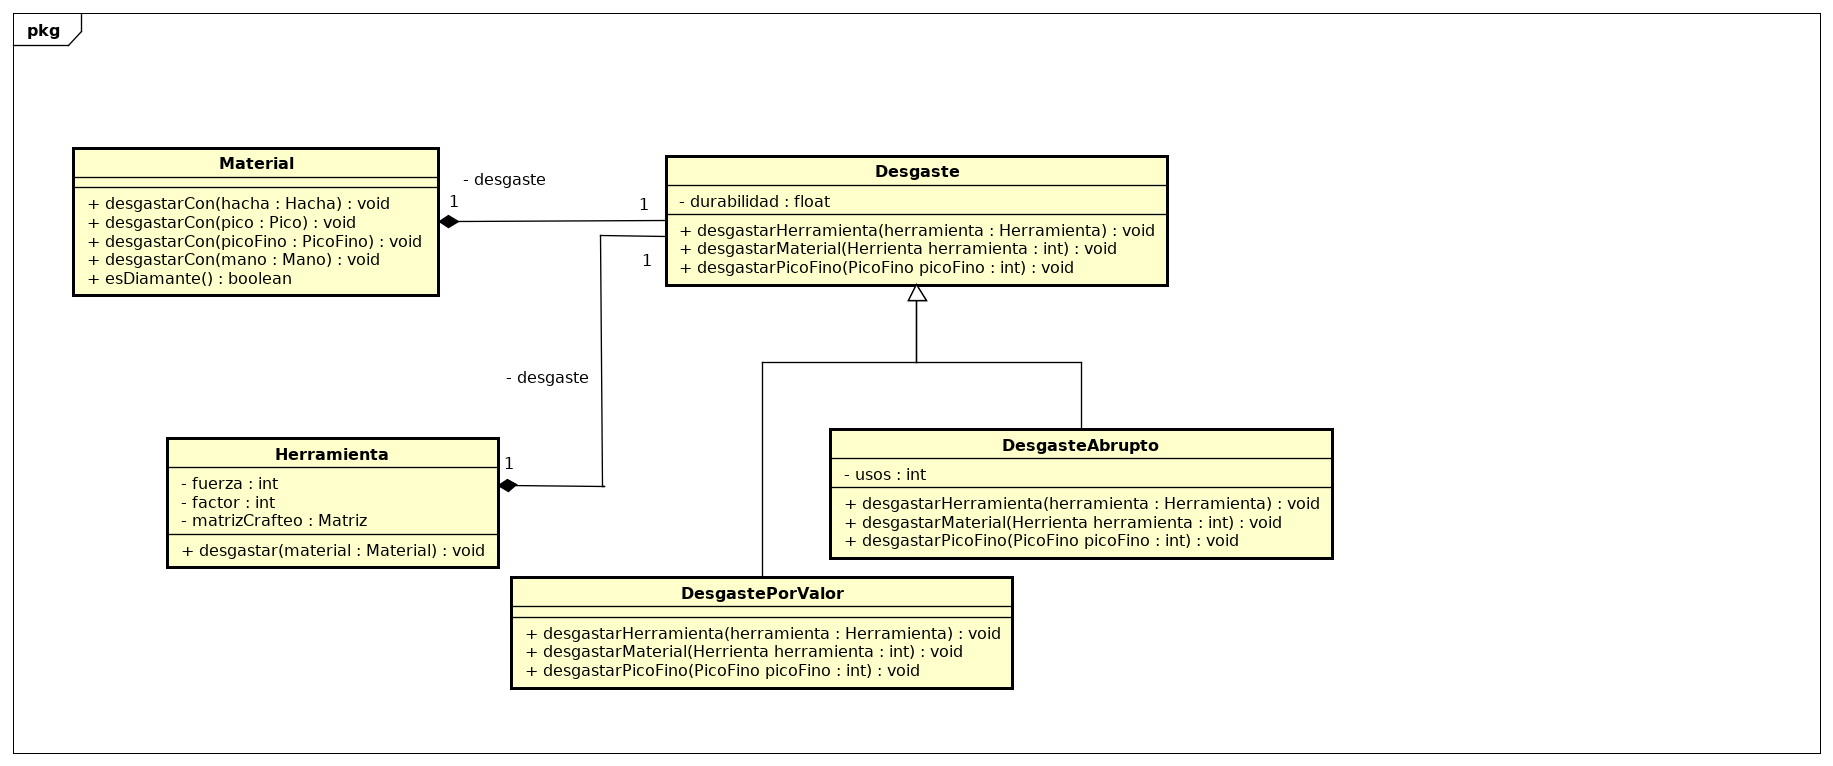 pkg
Material
+ desgastarCon(hacha : Hacha) : void
+ desgastarCon(pico : Pico) : void
+ desgastarCon(picoFino : PicoFino) : void
+ desgastarCon(mano : Mano) : void
+ esDiamante() : boolean
- desgaste
1
1
Desgaste
- durabilidad : float
+ desgastarHerramienta(herramienta : Herramienta) : void
+ desgastarMaterial(Herrienta herramienta : int) : void
+ desgastarPicoFino(PicoFino picoFino : int) : void
1
- desgaste
1
Herramienta
- fuerza : int
- factor : int
- matrizCrafteo : Matriz
+ desgastar(material : Material) : void
DesgasteAbrupto
- usos : int
+ desgastarHerramienta(herramienta : Herramienta) : void
+ desgastarMaterial(Herrienta herramienta : int) : void
+ desgastarPicoFino(PicoFino picoFino : int) : void
DesgastePorValor
+ desgastarHerramienta(herramienta : Herramienta) : void
+ desgastarMaterial(Herrienta herramienta : int) : void
+ desgastarPicoFino(PicoFino picoFino : int) : void